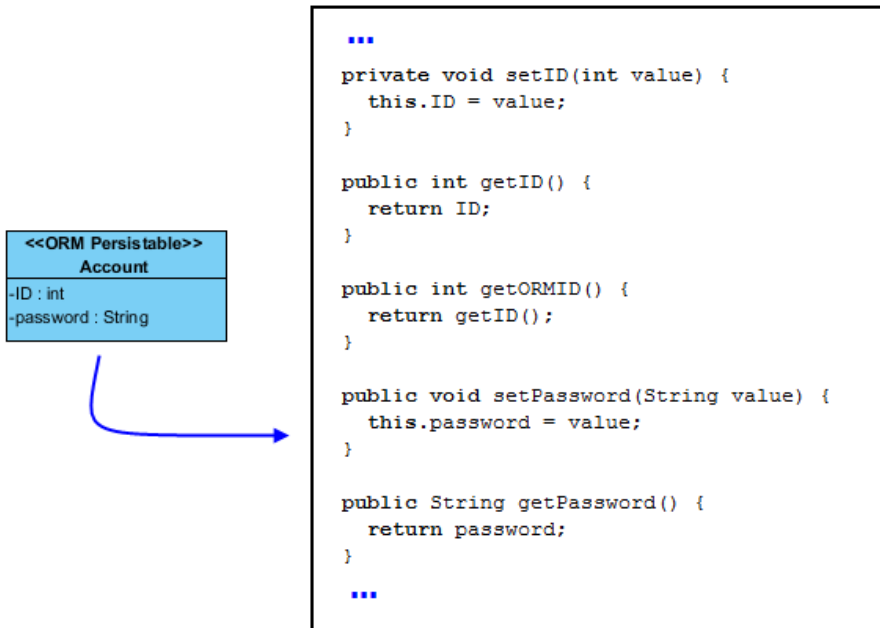 <<ORM Persistable>>
Account
-ID : int
-password : String
...
private void setID(int value) {
this.ID = value;
}
public int getID() {
return ID;
}
public int getORMID() {
return getID();
}
public void setPassword(String value) {
this.password = value;
}
public String getPassword() {
return password;
}
...